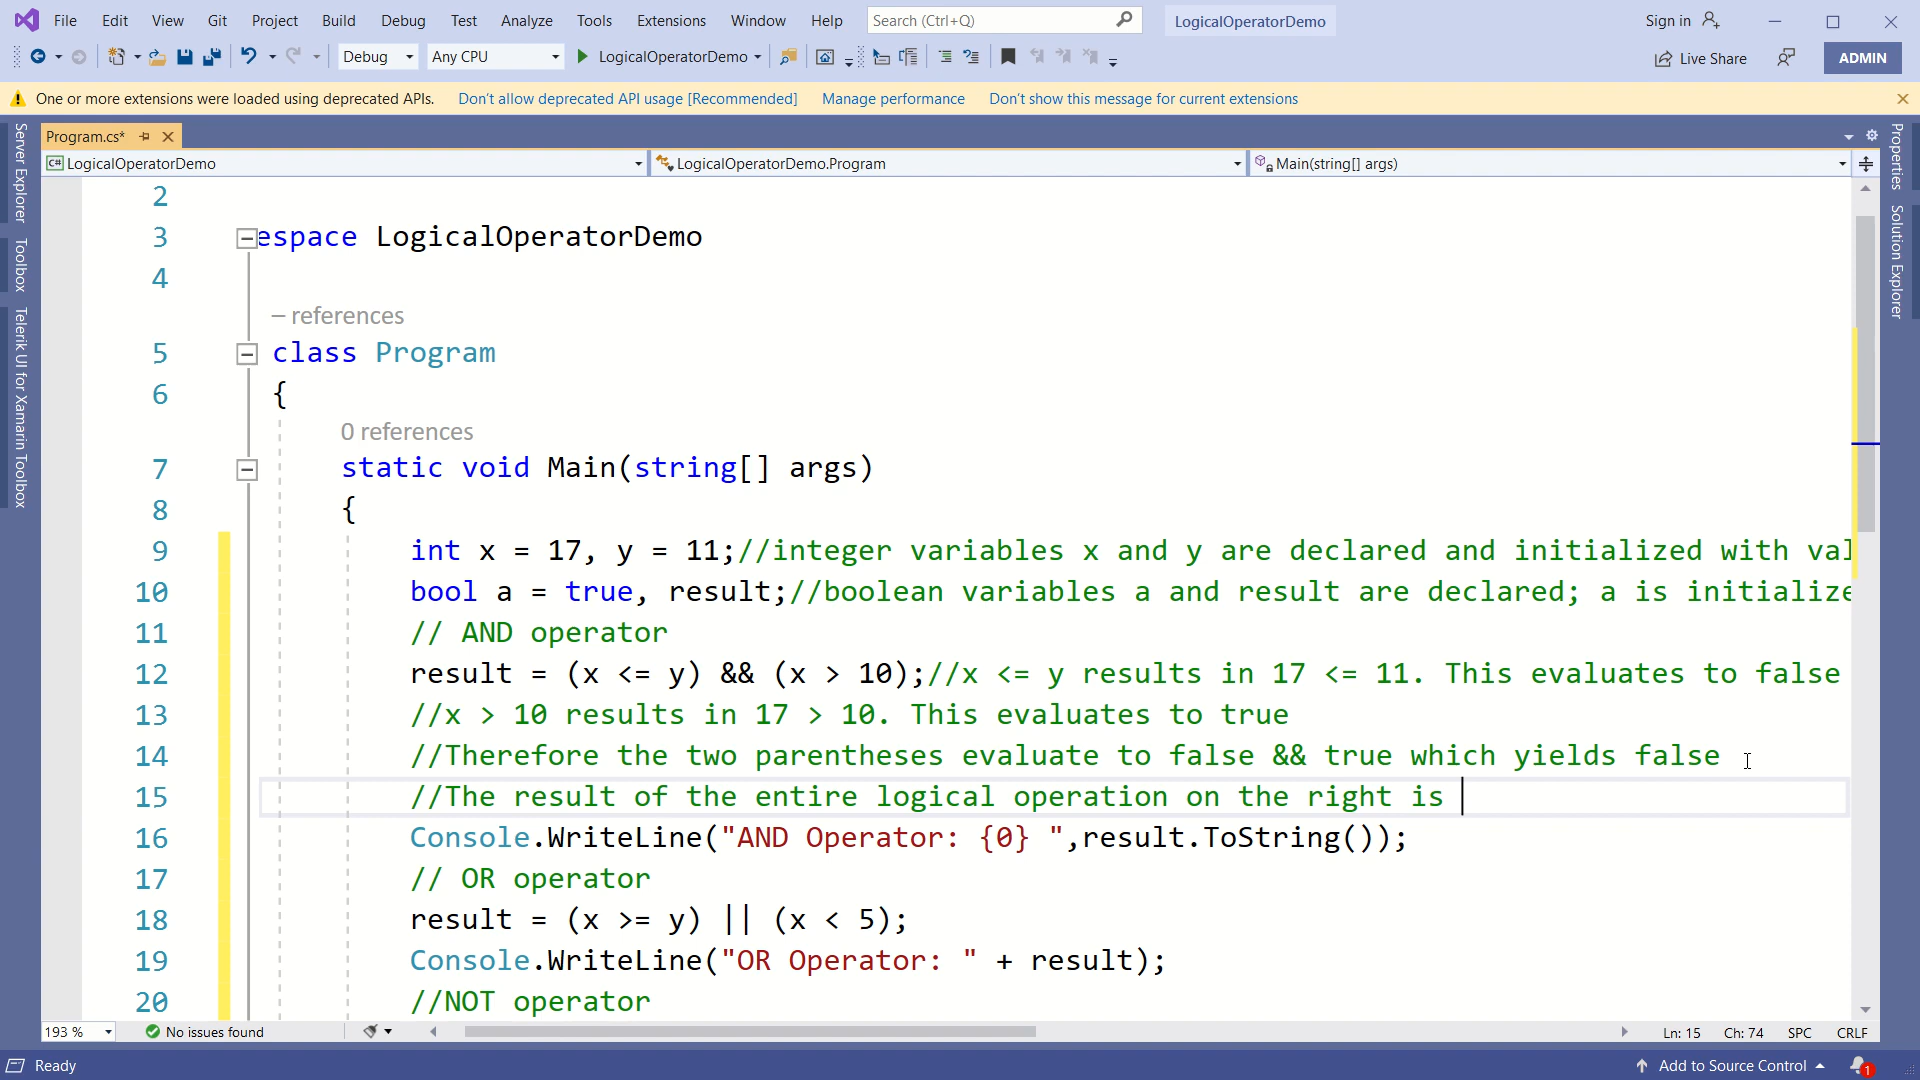 File Edit View Git Project Build Debug Test Analyze Tools Extensions Window Help Search (Ctrl+Q) LogicalOperatorDemo Sign in
Debug Any CPU LogicalOperatorDemo Live Share ADMIN
One or more extensions were loaded using deprecated APIs. Don't allow deprecated API usage [Recommended] Manage performance Don't show this message for current extensions
Server Explorer
Toolbox
Telerik UI for Xamarin Toolbox
Properties
Solution Explorer
Program.cs*
C# LogicalOperatorDemo LogicalOperatorDemo.Program Main(string[] args)
2
3 espace LogicalOperatorDemo
4
– references
5 class Program
6 {
0 references
7 static void Main(string[] args)
8 {
9 int x = 17, y = 11;//integer variables x and y are declared and initialized with val
10 bool a = true, result;//boolean variables a and result are declared; a is initialize
11 // AND operator
12 result = (x <= y) && (x > 10);//x <= y results in 17 <= 11. This evaluates to false
13 //x > 10 results in 17 > 10. This evaluates to true
14 //Therefore the two parentheses evaluate to false && true which yields false
15 //The result of the entire logical operation on the right is
16 Console.WriteLine("AND Operator: {0} ",result.ToString());
17 // OR operator
18 result = (x >= y) || (x < 5);
19 Console.WriteLine("OR Operator: " + result);
20 //NOT operator
193 % No issues found Ln: 15 Ch: 74 SPC CRLF
Ready Add to Source Control 1